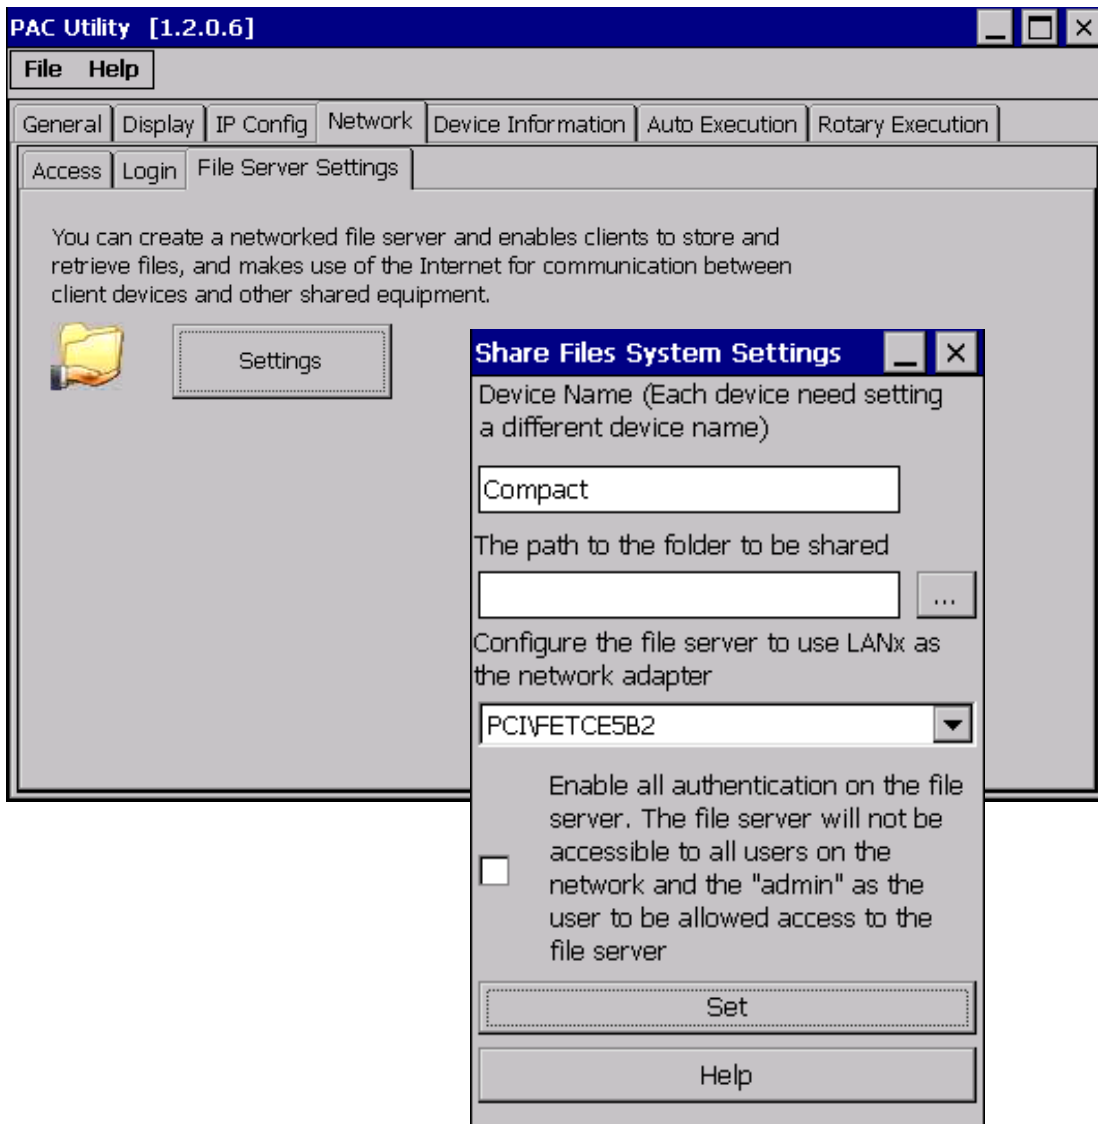 PAC Utility [1.2.0.6]
File Help
General Display IP Config Network Device Information Auto Execution Rotary Execution
Access Login File Server Settings
You can create a networked file server and enables clients to store and
retrieve files, and makes use of the Internet for communication between
client devices and other shared equipment.
Settings
Share Files System Settings
Device Name (Each device need setting
a different device name)
Compact
The path to the folder to be shared
...
Configure the file server to use LANx as
the network adapter
PCI\FETCE5B2
Enable all authentication on the file
server. The file server will not be
accessible to all users on the
network and the "admin" as the
user to be allowed access to the
file server
Set
Help